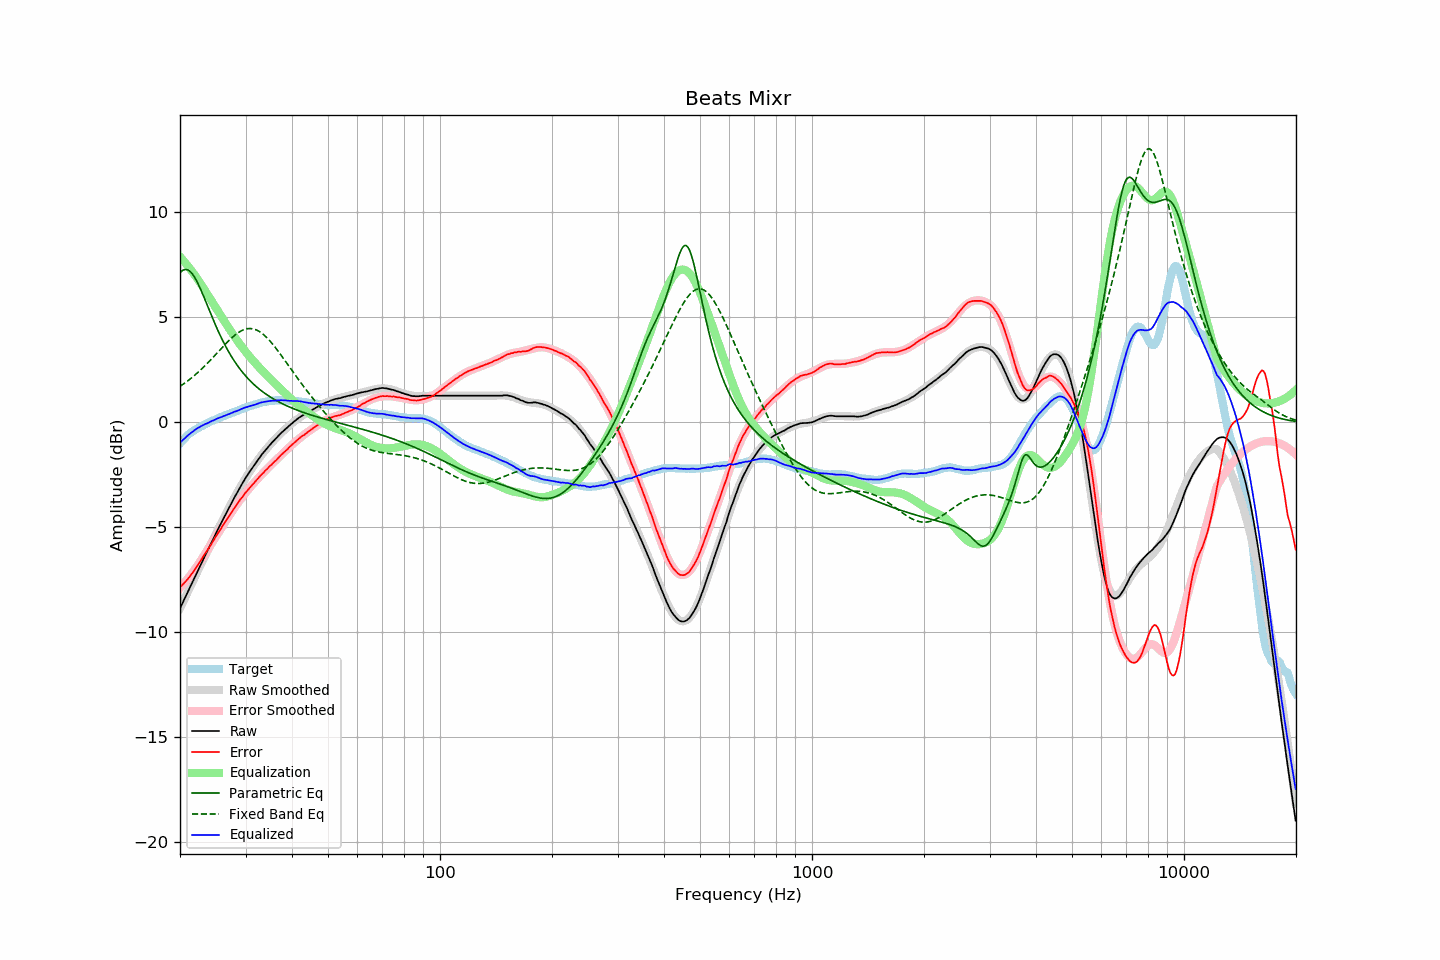 Beats Mixr
Amplitude (dBr)
10
5
0
−5
−10
−15
−20
Target
Raw Smoothed
Error Smoothed
Raw
Error
Equalization
Parametric Eq
Fixed Band Eq
Equalized
100
1000
10000
Frequency (Hz)